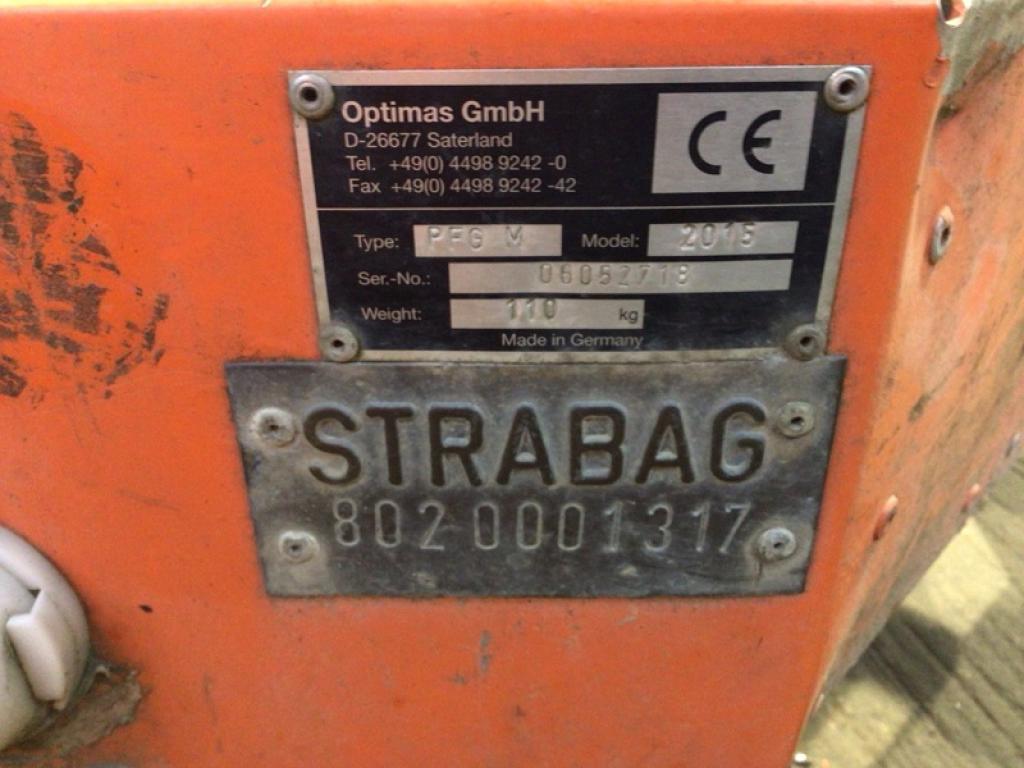 Optimas GmbH
D-26677 Saterland
Tel. +49(0) 4498 9242 -0
Fax +49(0) 4498 9242 -42
CE
Type: PFG M Model: 2015
Ser.-No.: 06052718
Weight: 110 kg
Made in Germany
STRABAG
802 0001317